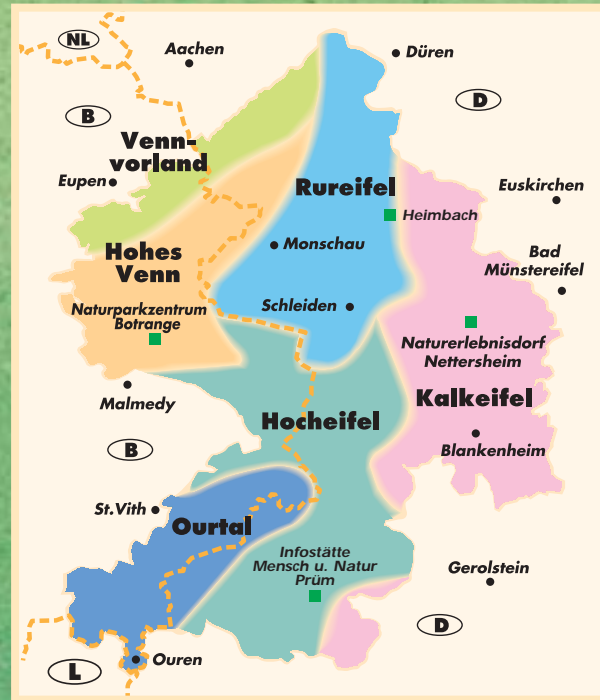 NL
Aachen
Düren
D
B
Venn-
vorland
Eupen
Rureifel
Euskirchen
Heimbach
Hohes
Venn
Monschau
Bad
Münstereifel
Naturparkzentrum
Botrange
Schleiden
Naturerlebnisdorf
Nettersheim
Malmedy
Kalkeifel
Hocheifel
B
Blankenheim
St.Vith
Ourtal
Infostätte
Mensch u. Natur
Prüm
Gerolstein
D
L
Ouren